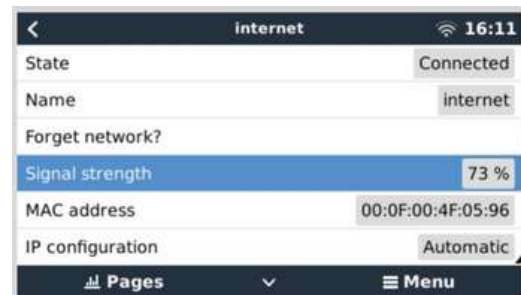 internet 16:11
State Connected
Name internet
Forget network?
Signal strength 73 %
MAC address 00:0F:00:4F:05:96
IP configuration Automatic
Pages Menu